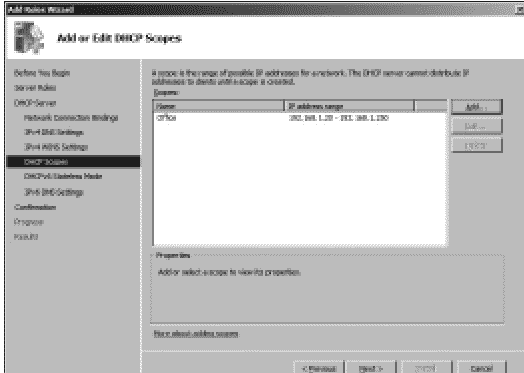 Add Roles Wizard
Add or Edit DHCP Scopes
Before You Begin
Server Roles
DHCP Server
Network Connection Bindings
IPv4 DNS Settings
IPv4 WINS Settings
DHCP Scopes
DHCPv6 Stateless Mode
IPv6 DNS Settings
Confirmation
Progress
Results
A scope is the range of possible IP addresses for a network. The DHCP server cannot distribute IP
addresses to clients until a scope is created.
Scopes:
Name
IP address range
Add...
Office
192.168.1.20 - 192.168.1.250
Edit...
Delete
Properties
Add or select a scope to view its properties.
More about adding scopes
< Previous
Next >
Install
Cancel